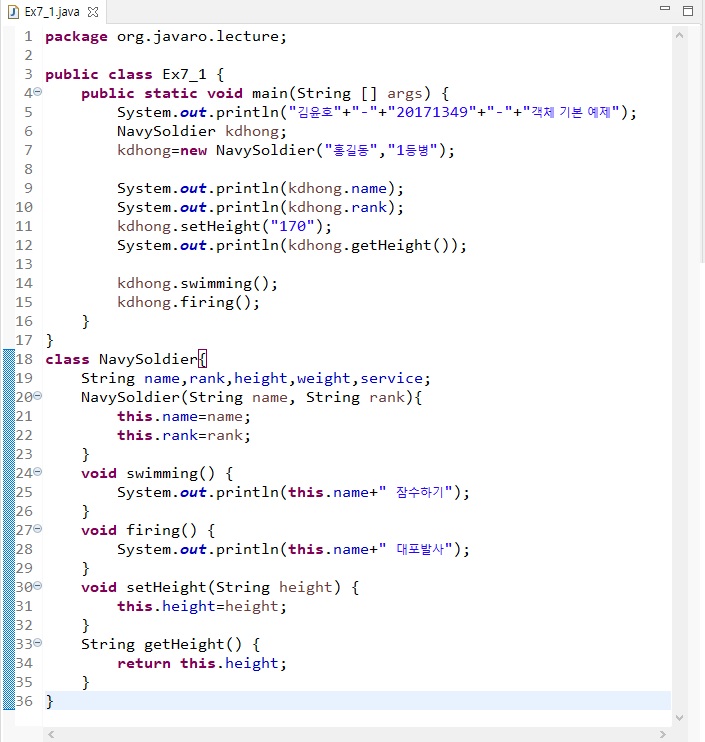 Ex7_1.java
1 package org.javaro.lecture;
2
3 public class Ex7_1 {
4 public static void main(String [] args) {
5 System.out.println("김윤호"+"-"+"20171349"+"-"+"객체 기본 예제");
6 NavySoldier kdhong;
7 kdhong=new NavySoldier("홍길동","1등병");
8
9 System.out.println(kdhong.name);
10 System.out.println(kdhong.rank);
11 kdhong.setHeight("170");
12 System.out.println(kdhong.getHeight());
13
14 kdhong.swimming();
15 kdhong.firing();
16 }
17 }
18 class NavySoldier{
19 String name,rank,height,weight,service;
20 NavySoldier(String name, String rank){
21 this.name=name;
22 this.rank=rank;
23 }
24 void swimming() {
25 System.out.println(this.name+" 잠수하기");
26 }
27 void firing() {
28 System.out.println(this.name+" 대포발사");
29 }
30 void setHeight(String height) {
31 this.height=height;
32 }
33 String getHeight() {
34 return this.height;
35 }
36 }